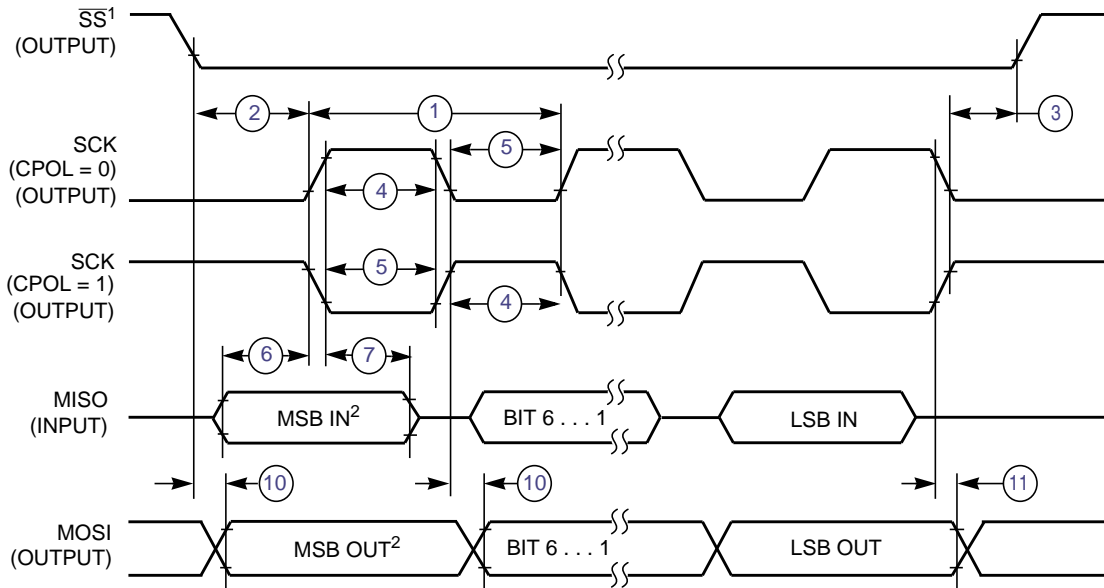 SS¹
(OUTPUT)
2
1
3
SCK
(CPOL = 0)
(OUTPUT)
5
4
SCK
(CPOL = 1)
(OUTPUT)
5
4
6
7
MISO
(INPUT)
MSB IN²
BIT 6 . . . 1
LSB IN
10
10
11
MOSI
(OUTPUT)
MSB OUT²
BIT 6 . . . 1
LSB OUT